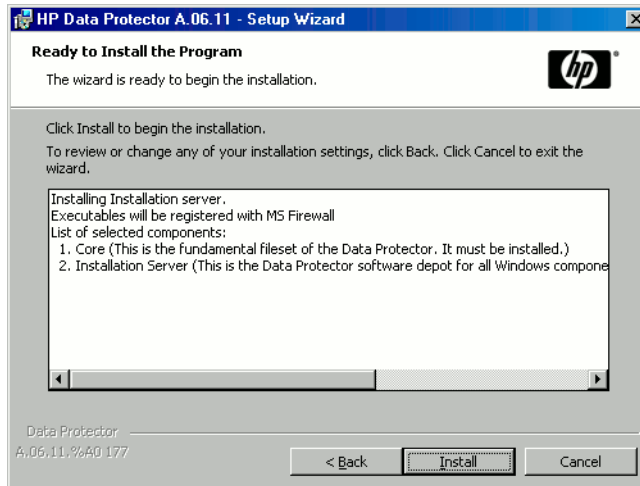 HP Data Protector A.06.11 - Setup Wizard
Ready to Install the Program
The wizard is ready to begin the installation.
hp
Click Install to begin the installation.
To review or change any of your installation settings, click Back. Click Cancel to exit the
wizard.
Installing Installation server.
Executables will be registered with MS Firewall
List of selected components:
1. Core (This is the fundamental fileset of the Data Protector. It must be installed.)
2. Installation Server (This is the Data Protector software depot for all Windows compone
Data Protector
A.06.11.%A0 177
< Back
Install
Cancel